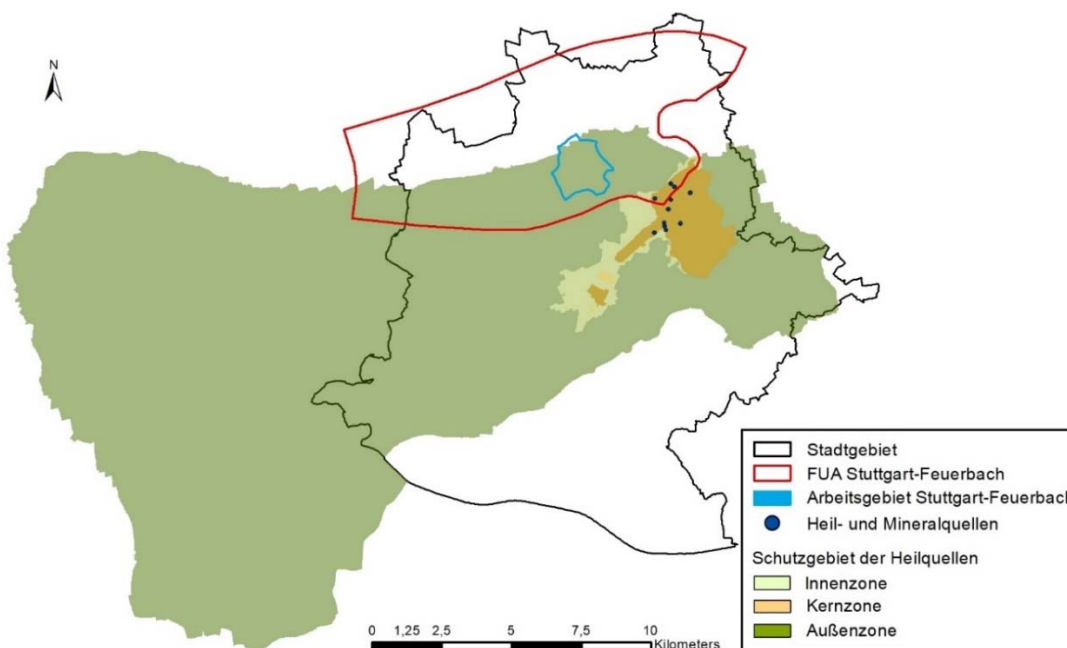 N
Stadtgebiet
FUA Stuttgart-Feuerbach
Arbeitsgebiet Stuttgart-Feuerbach
Heil- und Mineralquellen
Schutzgebiet der Heilquellen
Innenzone
Kernzone
Außenzone
0 1,25 2,5 5 7,5 10
Kilometers